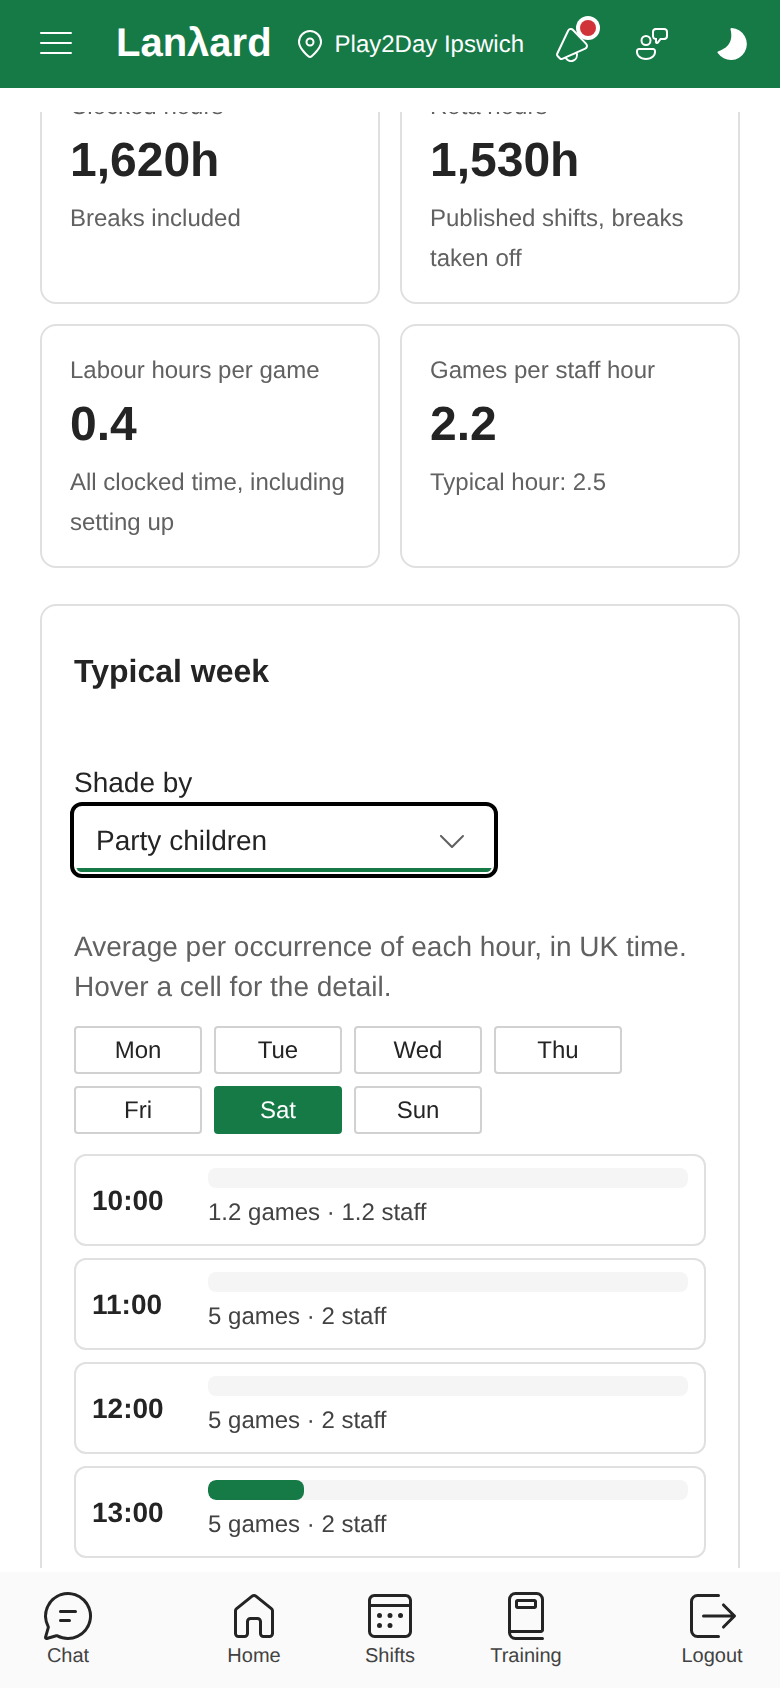 Lanλard
Play2Day Ipswich
Clocked hours
Rota hours
1,620h
1,530h
Breaks included
Published shifts, breaks
taken off
Labour hours per game
Games per staff hour
0.4
2.2
All clocked time, including
setting up
Typical hour: 2.5
Typical week
Shade by
Party children
Average per occurrence of each hour, in UK time.
Hover a cell for the detail.
Mon Tue Wed Thu
Fri Sat Sun
10:00
1.2 games · 1.2 staff
11:00
5 games · 2 staff
12:00
5 games · 2 staff
13:00
5 games · 2 staff
Chat Home Shifts Training Logout